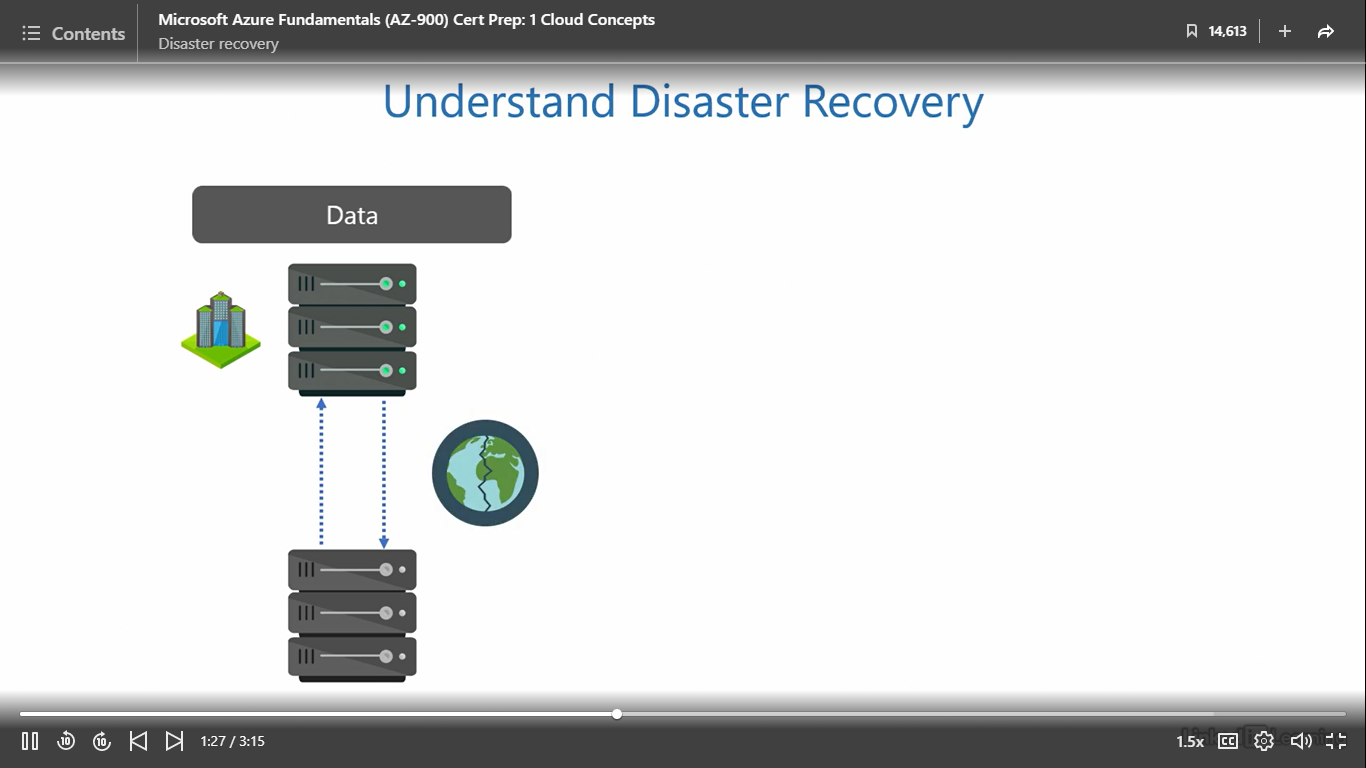 Contents
Microsoft Azure Fundamentals (AZ-900) Cert Prep: 1 Cloud Concepts
Disaster recovery
14,613
Understand Disaster Recovery
Data
10
10
1:27 / 3:15
1.5x
CC